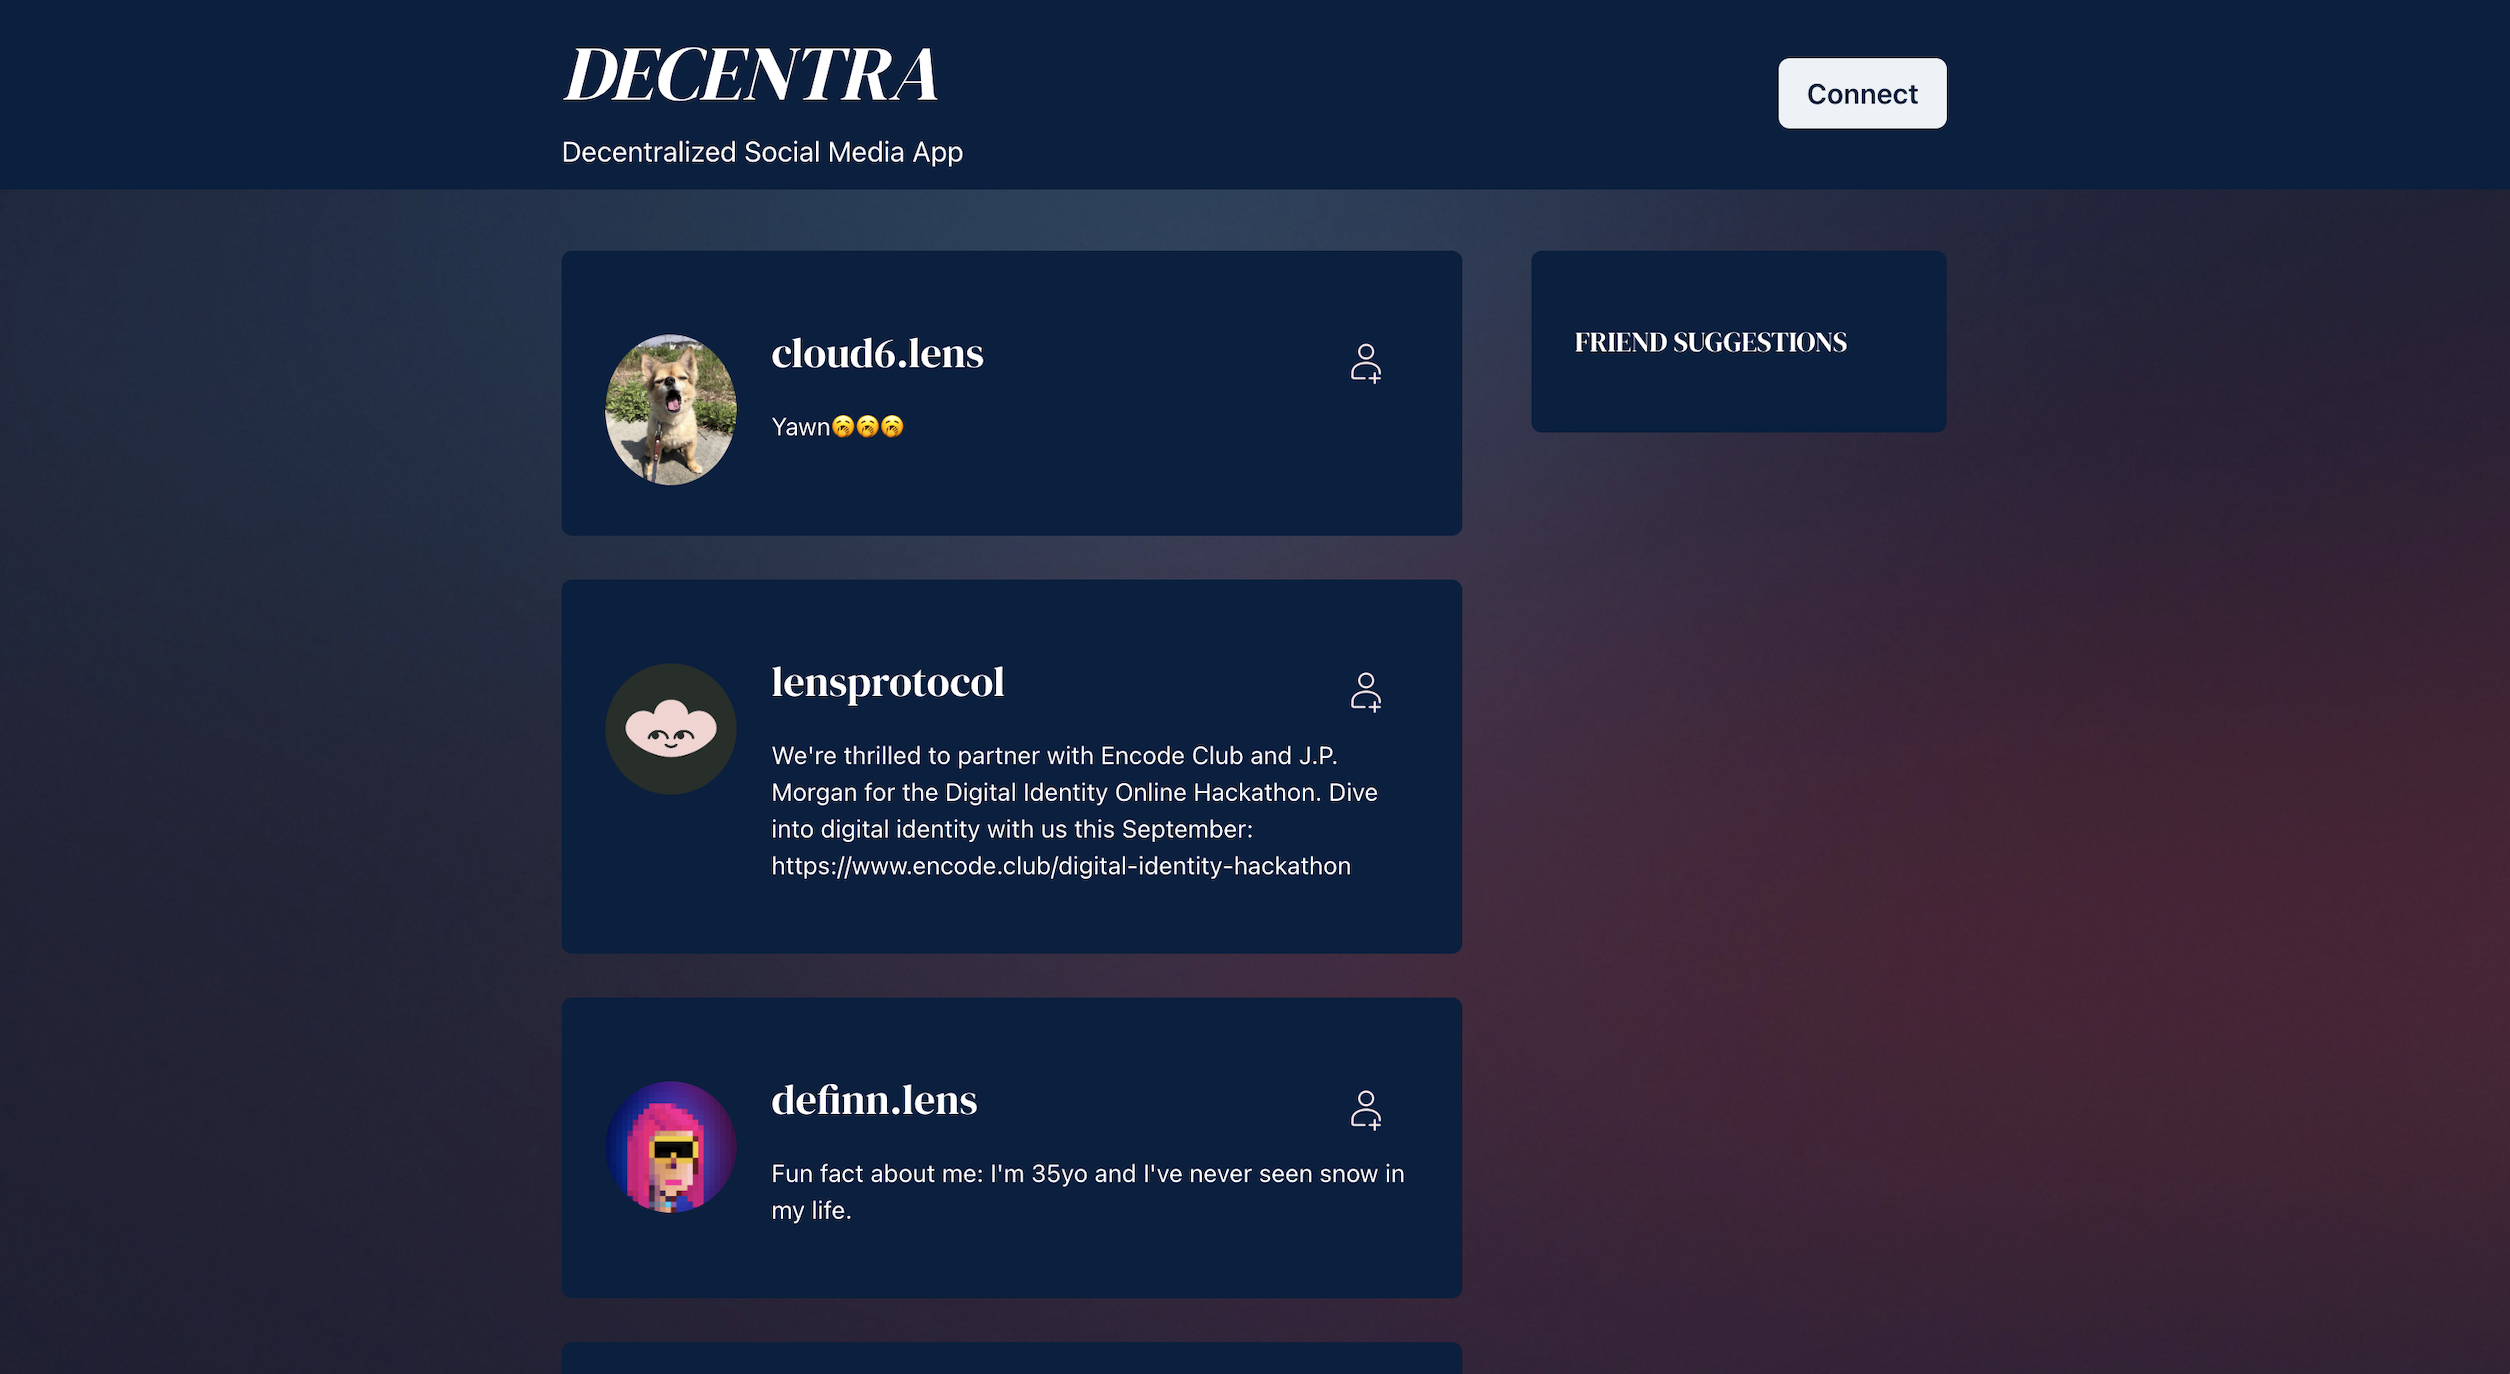 DECENTRA
Decentralized Social Media App
Connect
cloud6.lens
Yawn🥱🥱🥱
FRIEND SUGGESTIONS
lensprotocol
We're thrilled to partner with Encode Club and J.P.
Morgan for the Digital Identity Online Hackathon. Dive
into digital identity with us this September:
https://www.encode.club/digital-identity-hackathon
definn.lens
Fun fact about me: I'm 35yo and I've never seen snow in
my life.